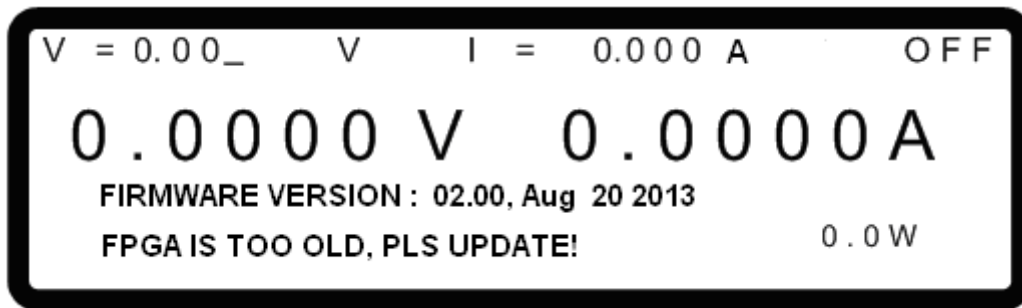 V = 0.00_ V I = 0.000 A OFF
0.0000 V 0.0000 A
FIRMWARE VERSION : 02.00, Aug 20 2013
FPGA IS TOO OLD, PLS UPDATE!
0.0W